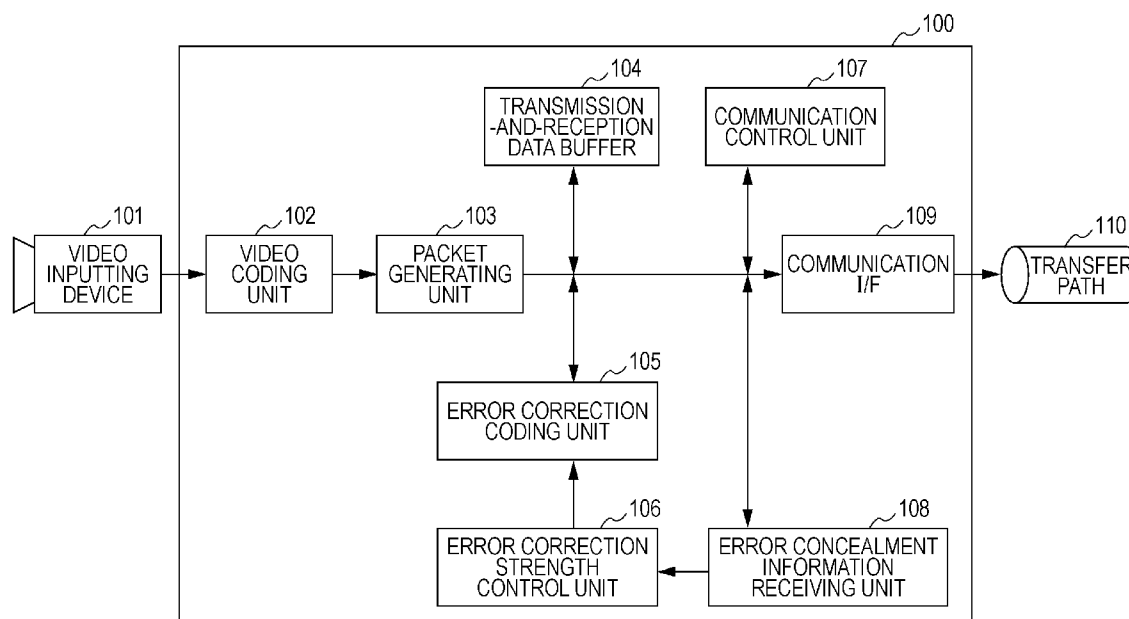 100
104
TRANSMISSION
-AND-RECEPTION
DATA BUFFER
107
COMMUNICATION
CONTROL UNIT
101
VIDEO
INPUTTING
DEVICE
102
VIDEO
CODING
UNIT
103
PACKET
GENERATING
UNIT
109
COMMUNICATION
I/F
110
TRANSFER
PATH
105
ERROR CORRECTION
CODING UNIT
106
ERROR CORRECTION
STRENGTH
CONTROL UNIT
108
ERROR CONCEALMENT
INFORMATION
RECEIVING UNIT